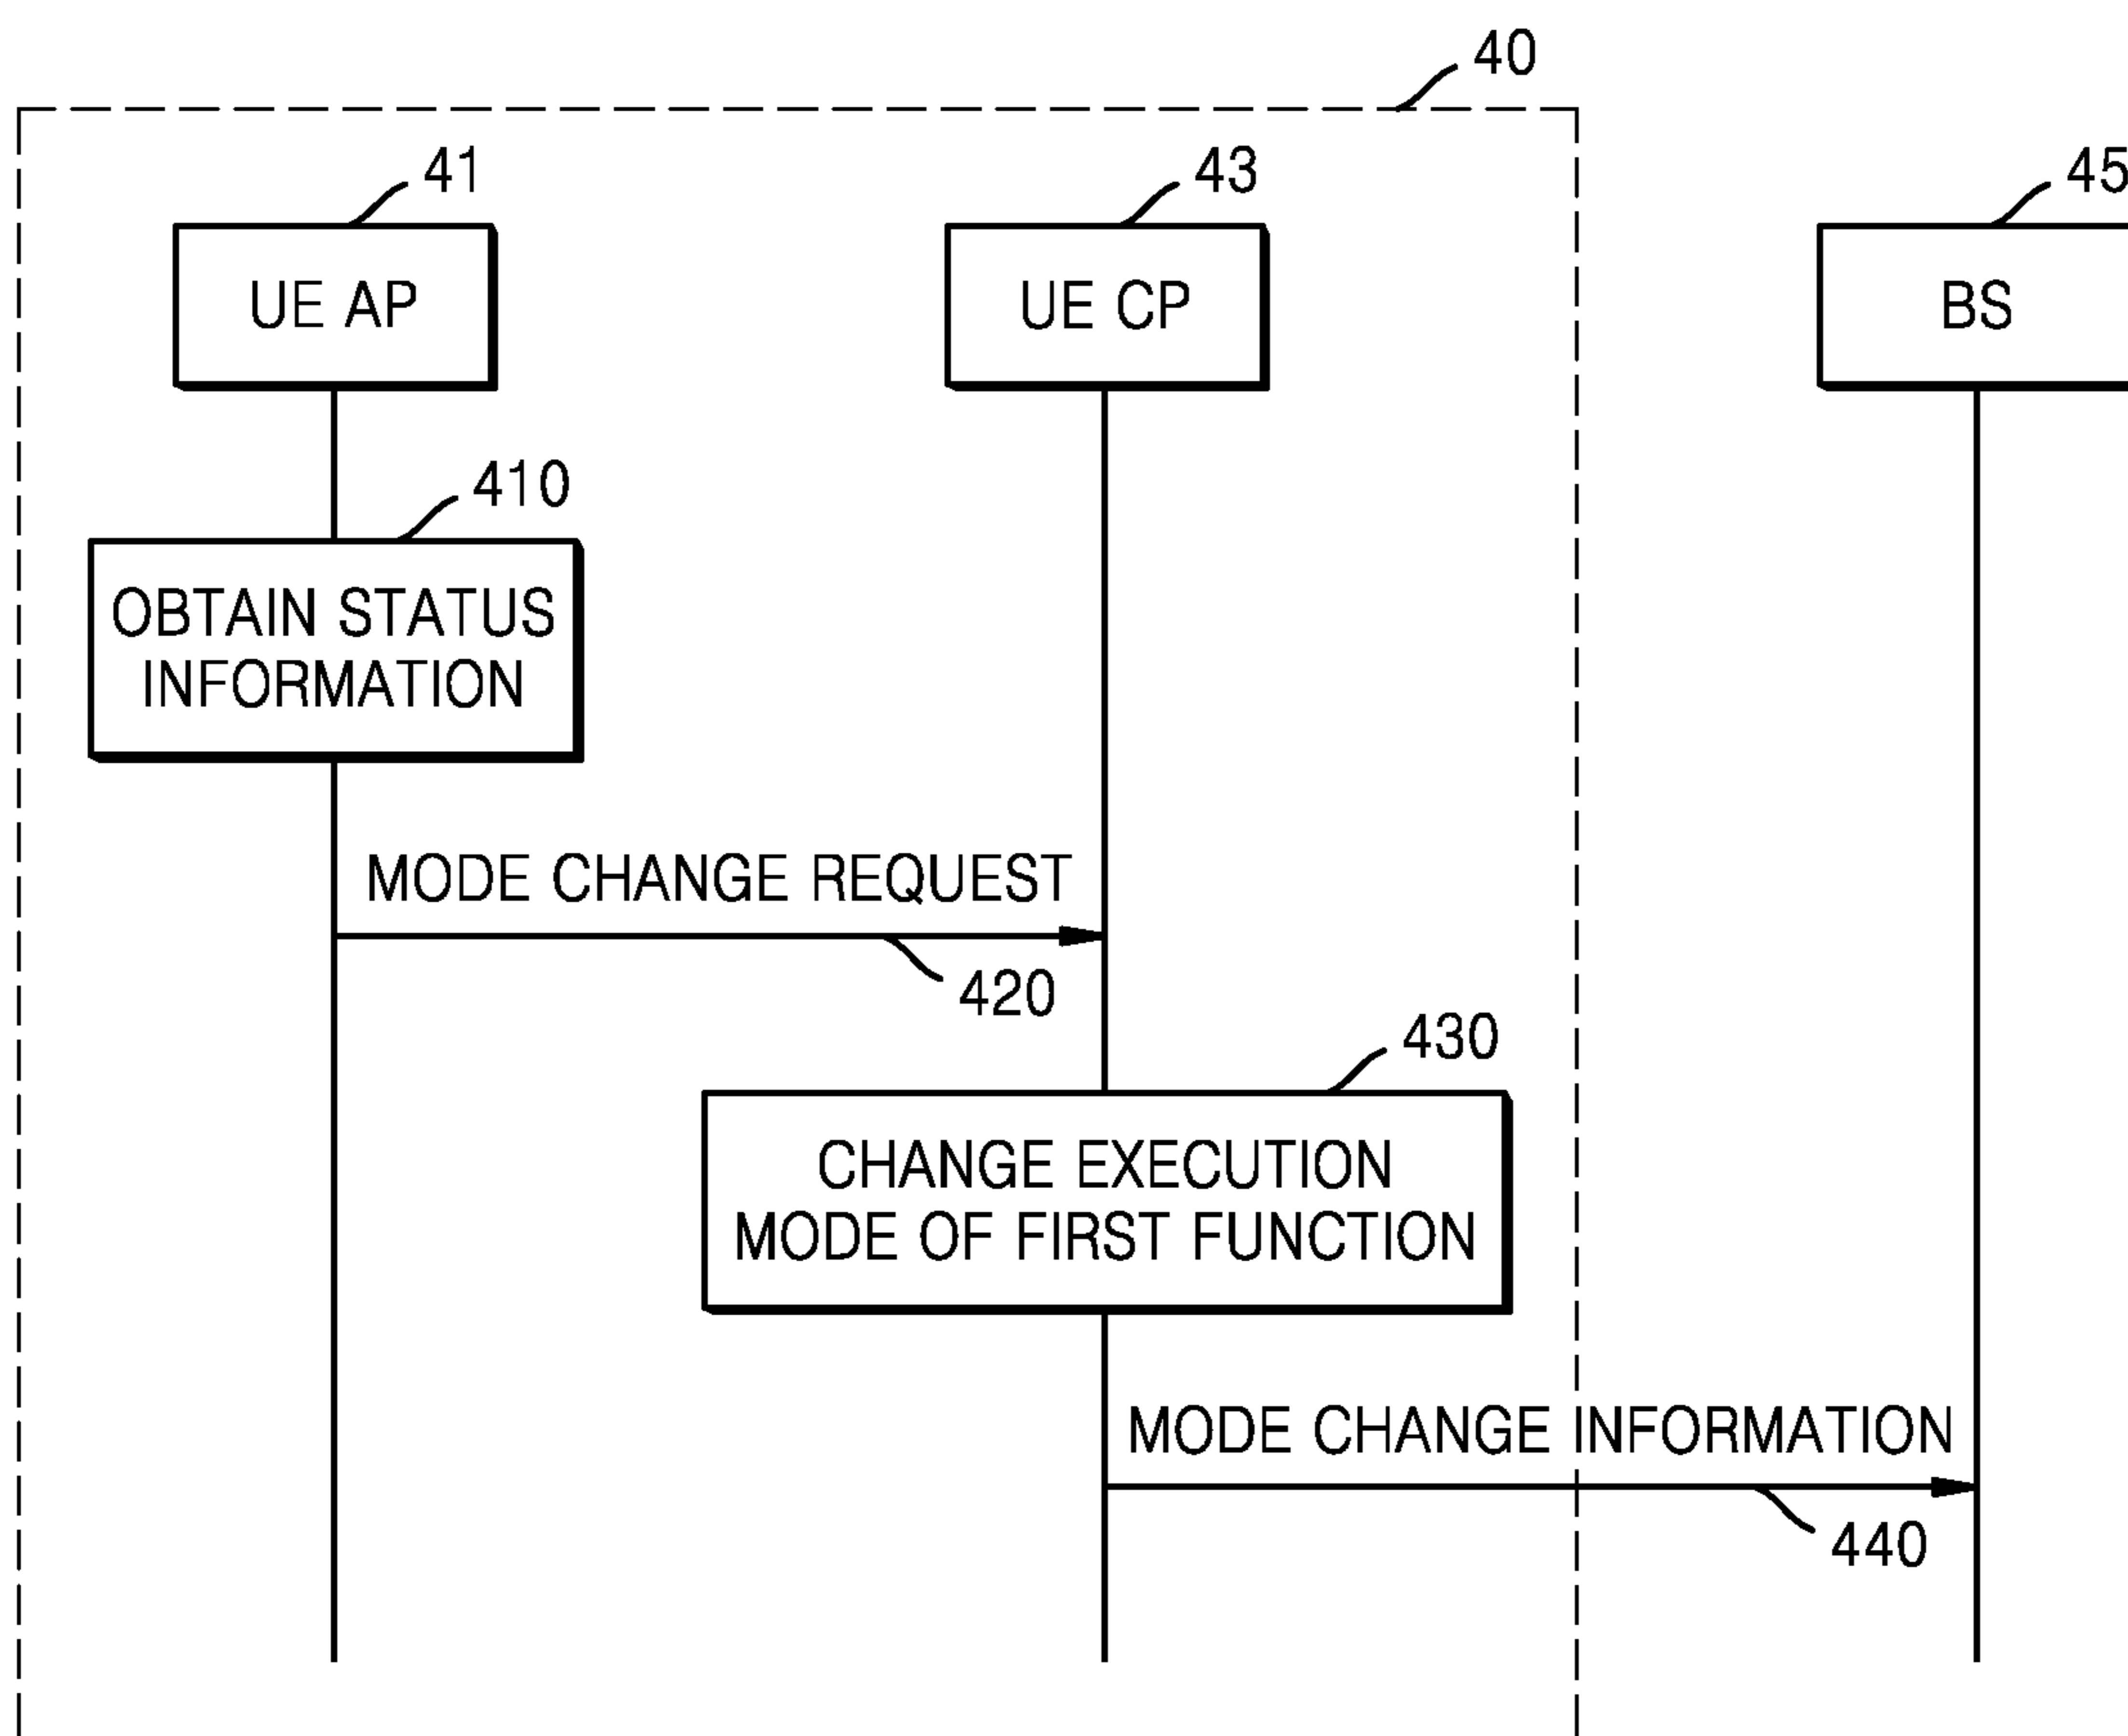 40
41
43
45
UE AP
UE CP
BS
410
OBTAIN STATUS
INFORMATION
MODE CHANGE REQUEST
420
430
CHANGE EXECUTION
MODE OF FIRST FUNCTION
MODE CHANGE INFORMATION
440